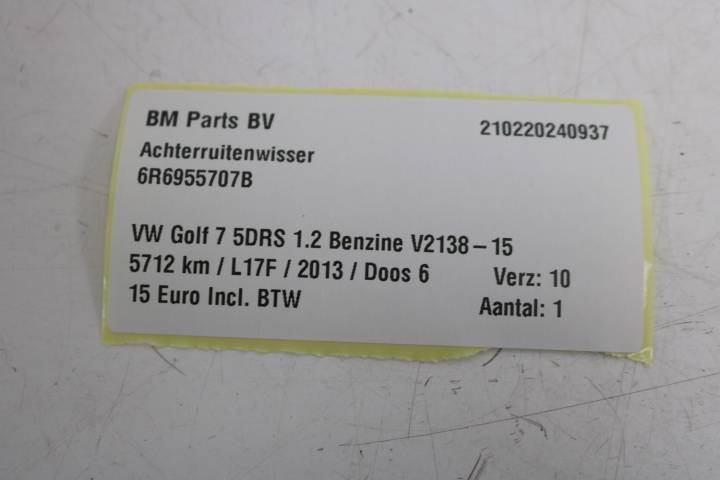 BM Parts BV 210220240937
Achterruitenwisser
6R6955707B
VW Golf 7 5DRS 1.2 Benzine V2138-15
5712 km / L17F / 2013 / Doos 6 Verz: 10
15 Euro Incl. BTW Aantal: 1